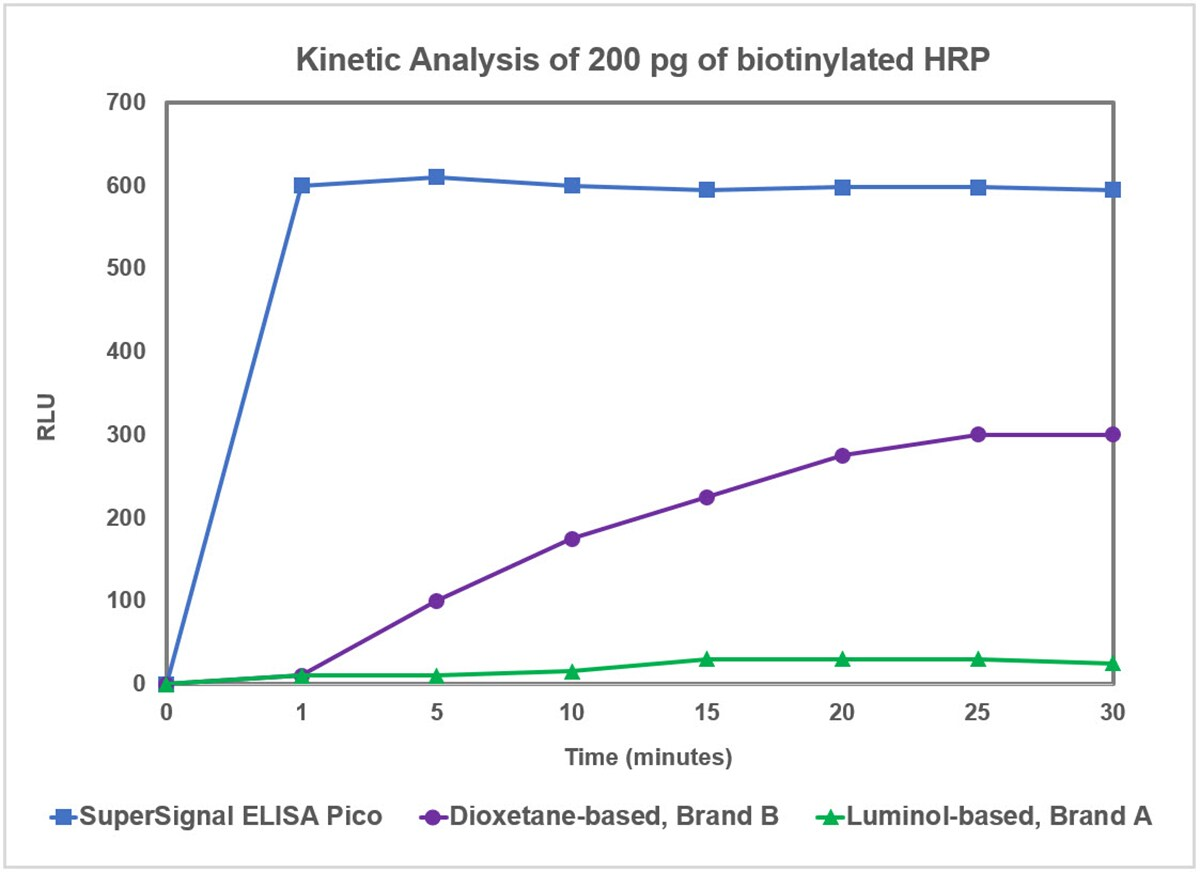 Kinetic Analysis of 200 pg of biotinylated HRP
700
600
500
400
300
200
100
0
RLU
0 1 5 10 15 20 25 30
Time (minutes)
SuperSignal ELISA Pico Dioxetane-based, Brand B Luminol-based, Brand A